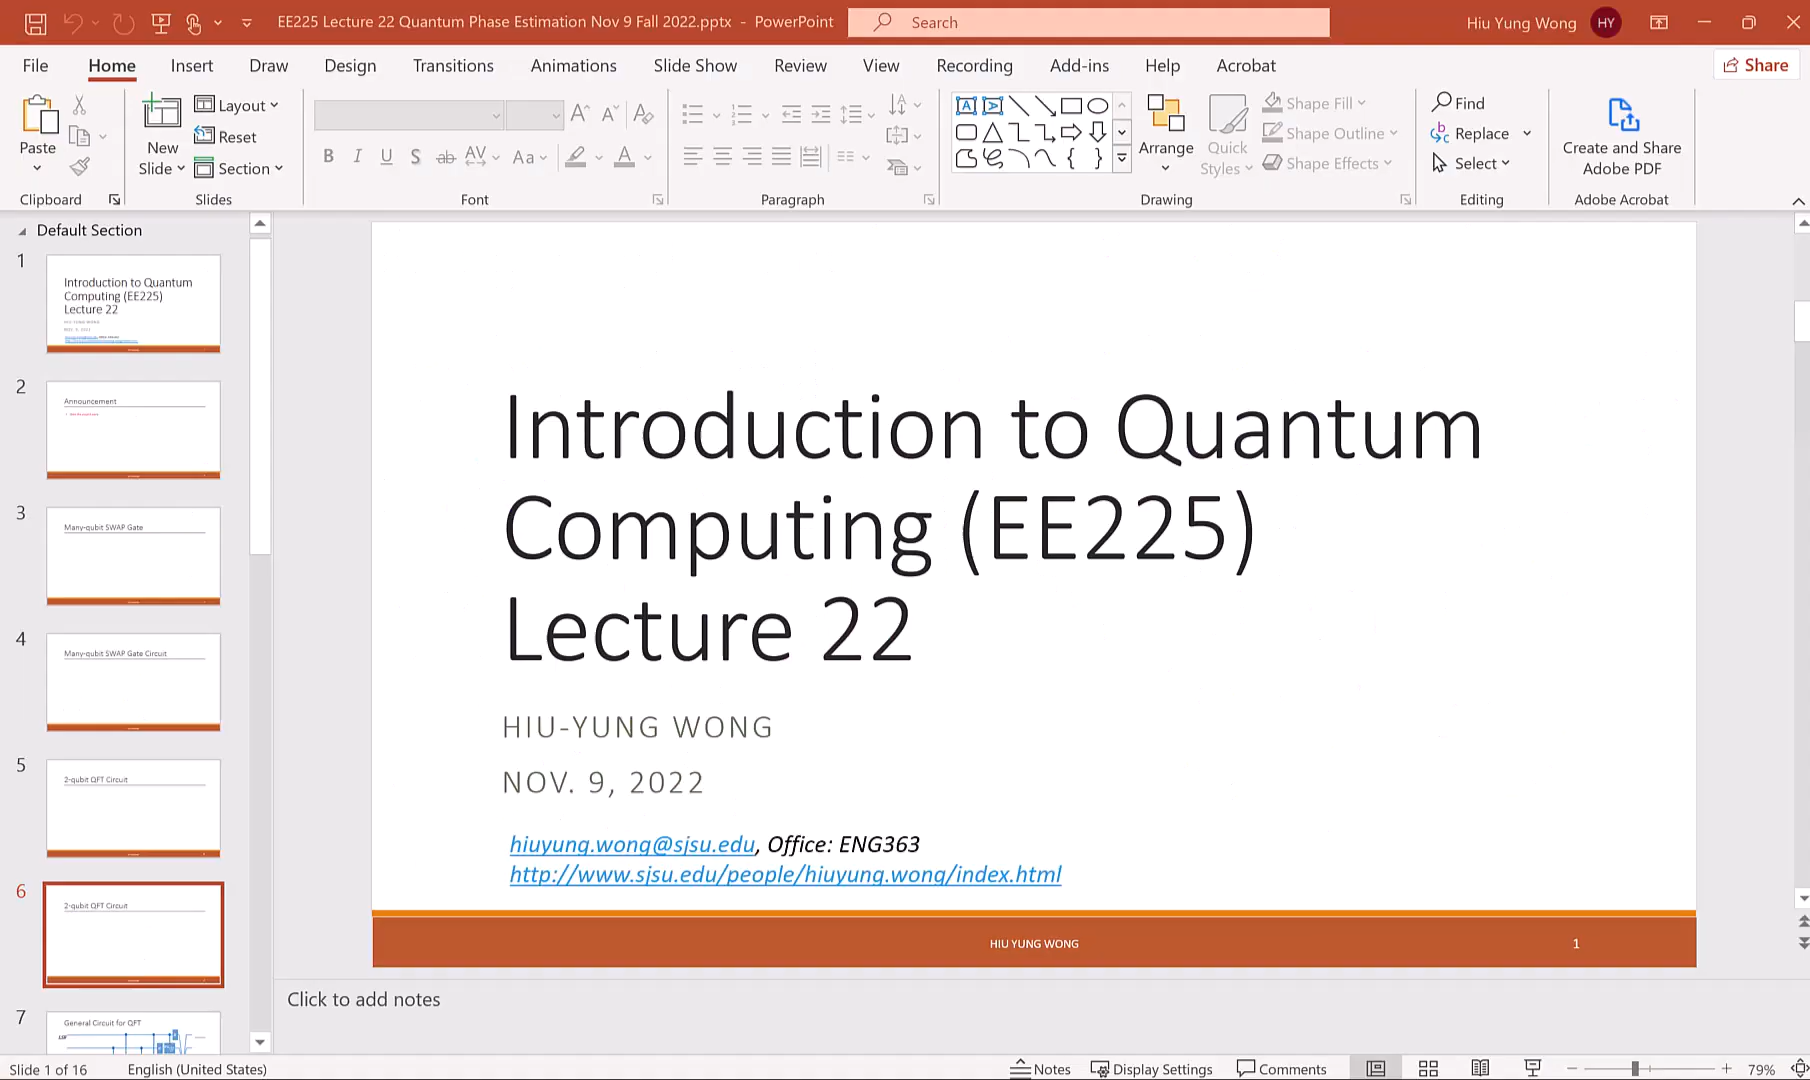 EE225 Lecture 22 Quantum Phase Estimation Nov 9 Fall 2022.pptx - PowerPoint
Search
Hiu Yung Wong
HY
File
Home
Insert
Draw
Design
Transitions
Animations
Slide Show
Review
View
Recording
Add-ins
Help
Acrobat
Share
Paste
Clipboard
New
Slide
Layout
Reset
Section
Slides
Font
Paragraph
Arrange
Quick
Styles
Shape Fill
Shape Outline
Shape Effects
Drawing
Find
Replace
Select
Editing
Create and Share
Adobe PDF
Adobe Acrobat
Default Section
1
Introduction to Quantum
Computing (EE225)
Lecture 22
2
Announcement
3
Many-qubit SWAP Gate
4
Many-qubit SWAP Gate Circuit
5
2-qubit QFT Circuit
6
2-qubit QFT Circuit
7
General Circuit for QFT
Introduction to Quantum
Computing (EE225)
Lecture 22
HIU-YUNG WONG
NOV. 9, 2022
hiuyung.wong@sjsu.edu, Office: ENG363
http://www.sjsu.edu/people/hiuyung.wong/index.html
HIU YUNG WONG
1
Click to add notes
Slide 1 of 16
English (United States)
Notes
Display Settings
Comments
79%